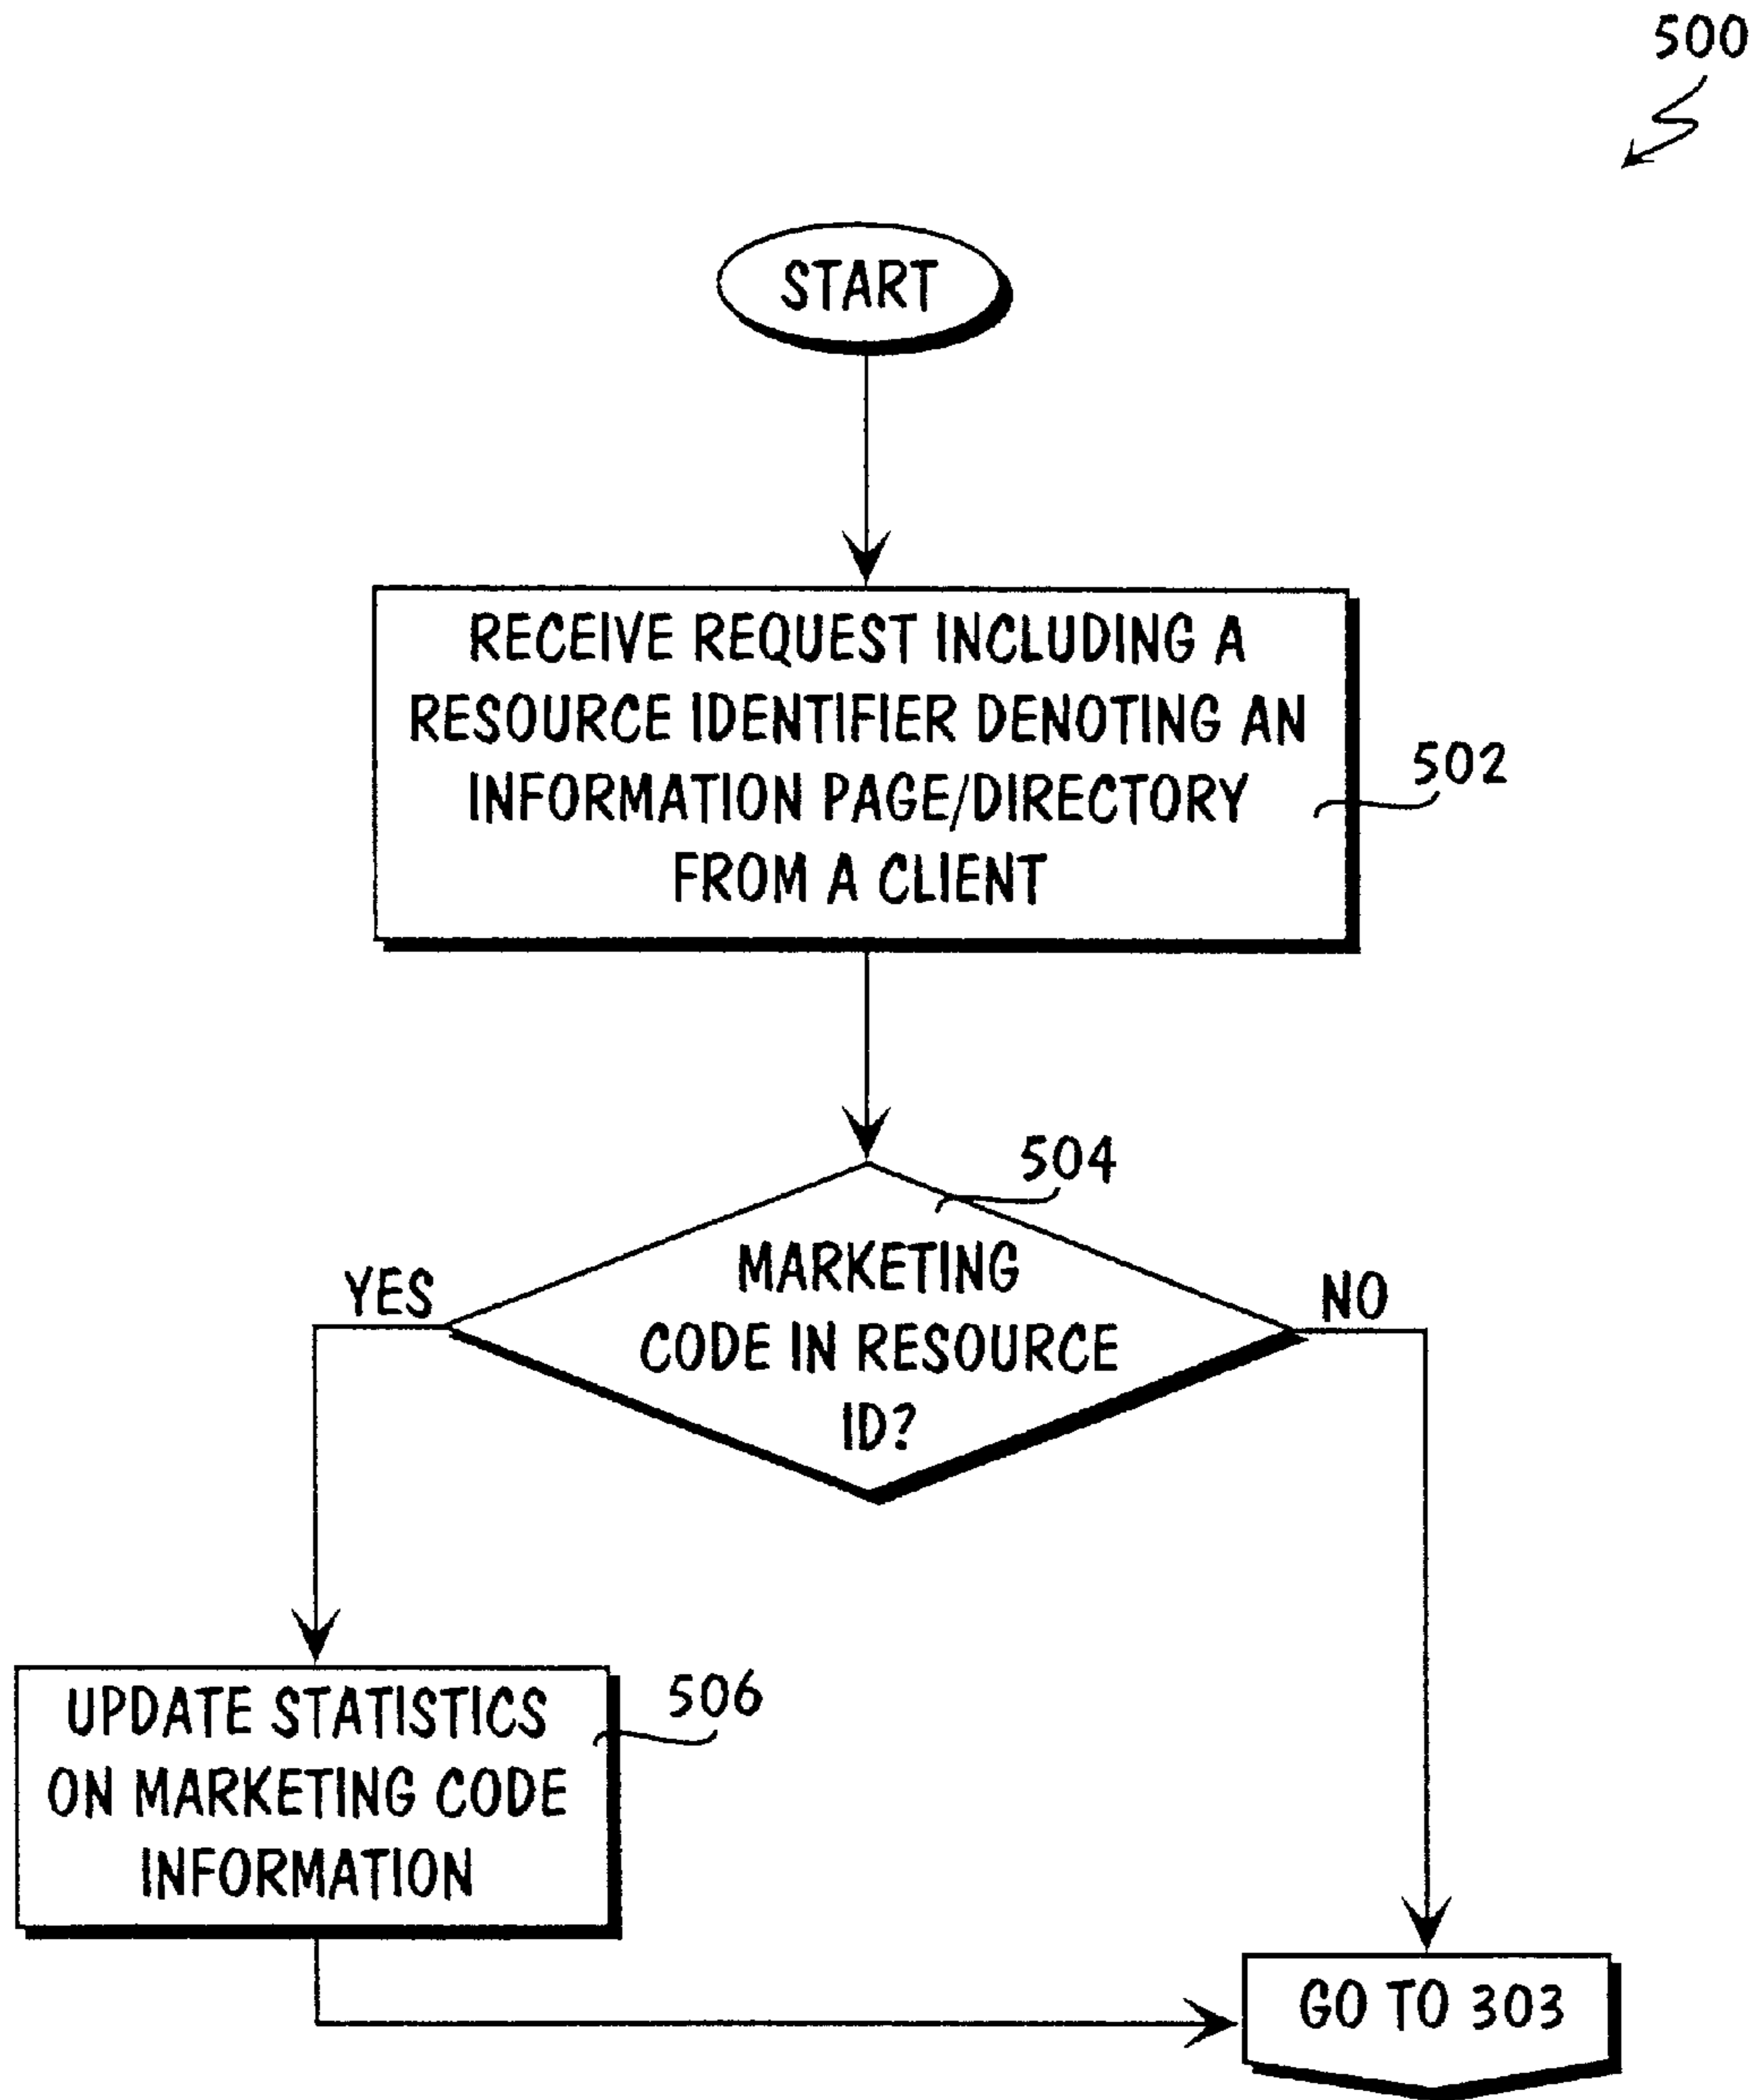 500
START
RECEIVE REQUEST INCLUDING A
RESOURCE IDENTIFIER DENOTING AN
INFORMATION PAGE/DIRECTORY
FROM A CLIENT
502
504
MARKETING
CODE IN RESOURCE
ID?
YES
NO
UPDATE STATISTICS
ON MARKETING CODE
INFORMATION
506
GO TO 303